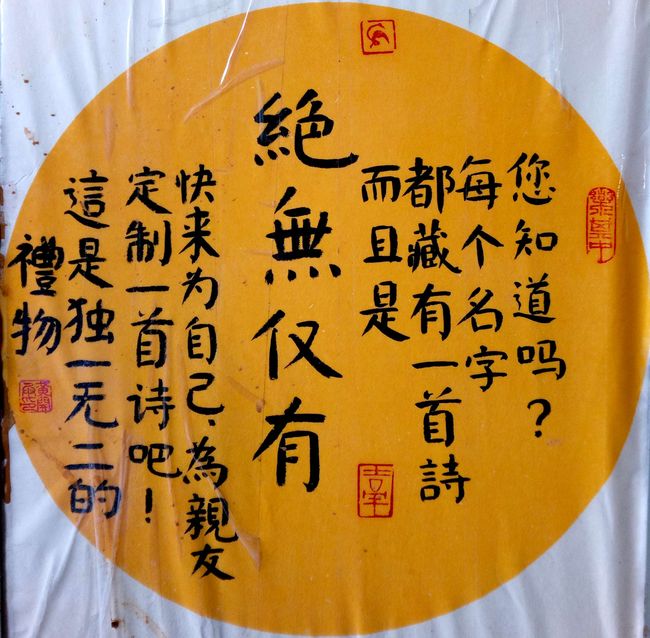 您知道吗?
每个名字
都藏有一首詩
而且是
絕無仅有
快来为自己、為親友
定制一首诗吧!
這是独一无二的
禮物